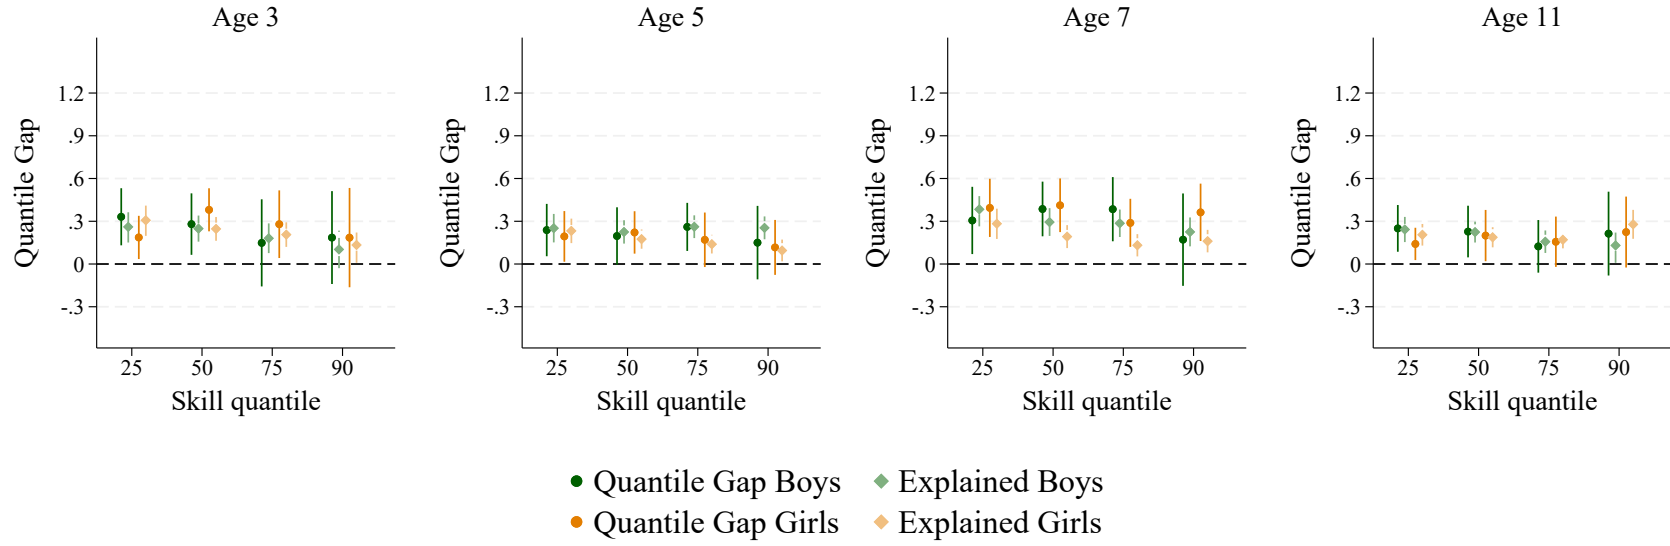 Age 3
Age 5
Age 7
Age 11
Quantile Gap
1.2
.9
.6
.3
0
-.3
25 50 75 90
Skill quantile
Quantile Gap
1.2
.9
.6
.3
0
-.3
25 50 75 90
Skill quantile
Quantile Gap
1.2
.9
.6
.3
0
-.3
25 50 75 90
Skill quantile
Quantile Gap
1.2
.9
.6
.3
0
-.3
25 50 75 90
Skill quantile
Quantile Gap Boys
Explained Boys
Quantile Gap Girls
Explained Girls